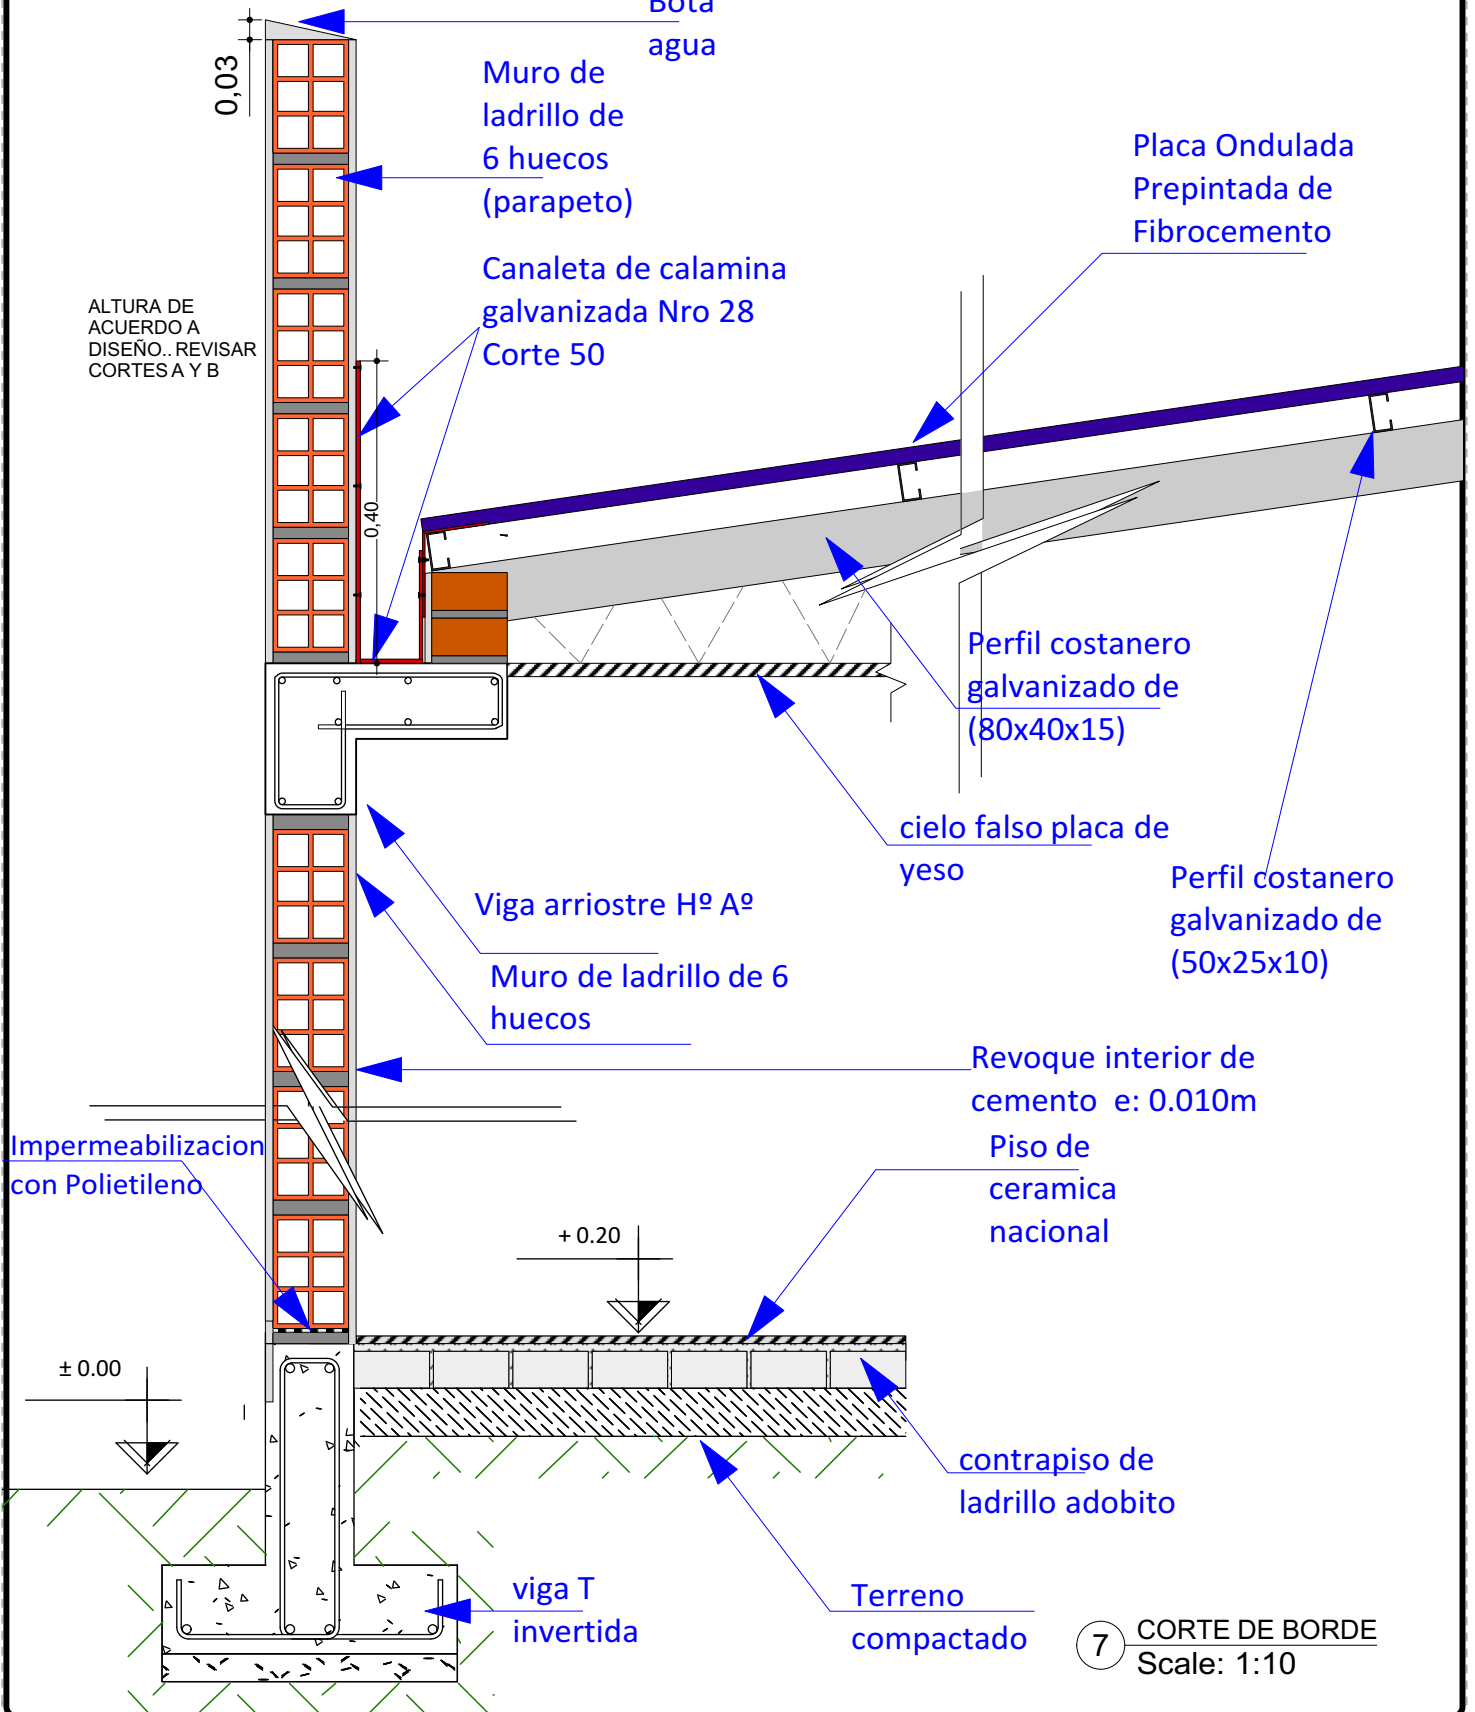 Bota
agua
0,03
Muro de
ladrillo de
6 huecos
(parapeto)
Placa Ondulada
Prepintada de
Fibrocemento
Canaleta de calamina
galvanizada Nro 28
Corte 50
ALTURA DE
ACUERDO A
DISEÑO.. REVISAR
CORTES A Y B
0,40
Perfil costanero
galvanizado de
(80x40x15)
cielo falso placa de
yeso
Perfil costanero
galvanizado de
(50x25x10)
Viga arriostre Hº Aº
Muro de ladrillo de 6
huecos
Revoque interior de
cemento e: 0.010m
Impermeabilizacion
con Polietileno
Piso de
ceramica
nacional
+ 0.20
± 0.00
contrapiso de
ladrillo adobito
viga T
invertida
Terreno
compactado
7
CORTE DE BORDE
Scale: 1:10